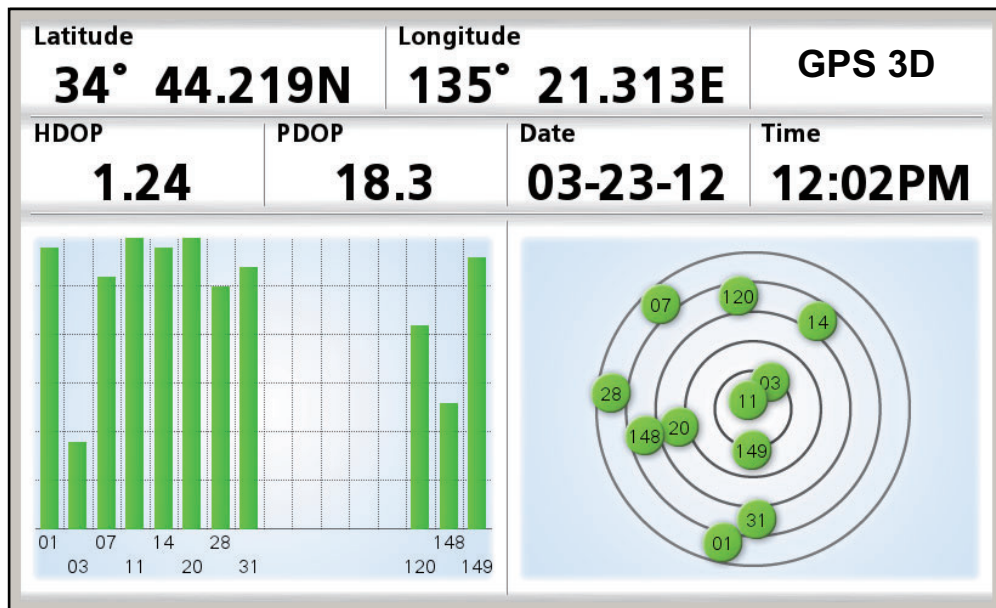 Latitude Longitude
34° 44.219N 135° 21.313E GPS 3D
HDOP PDOP Date Time
1.24 18.3 03-23-12 12:02PM
01 07 14 28 148
03 11 20 31 120 149
07 120 14
28 03 11
148 20 149
31
01